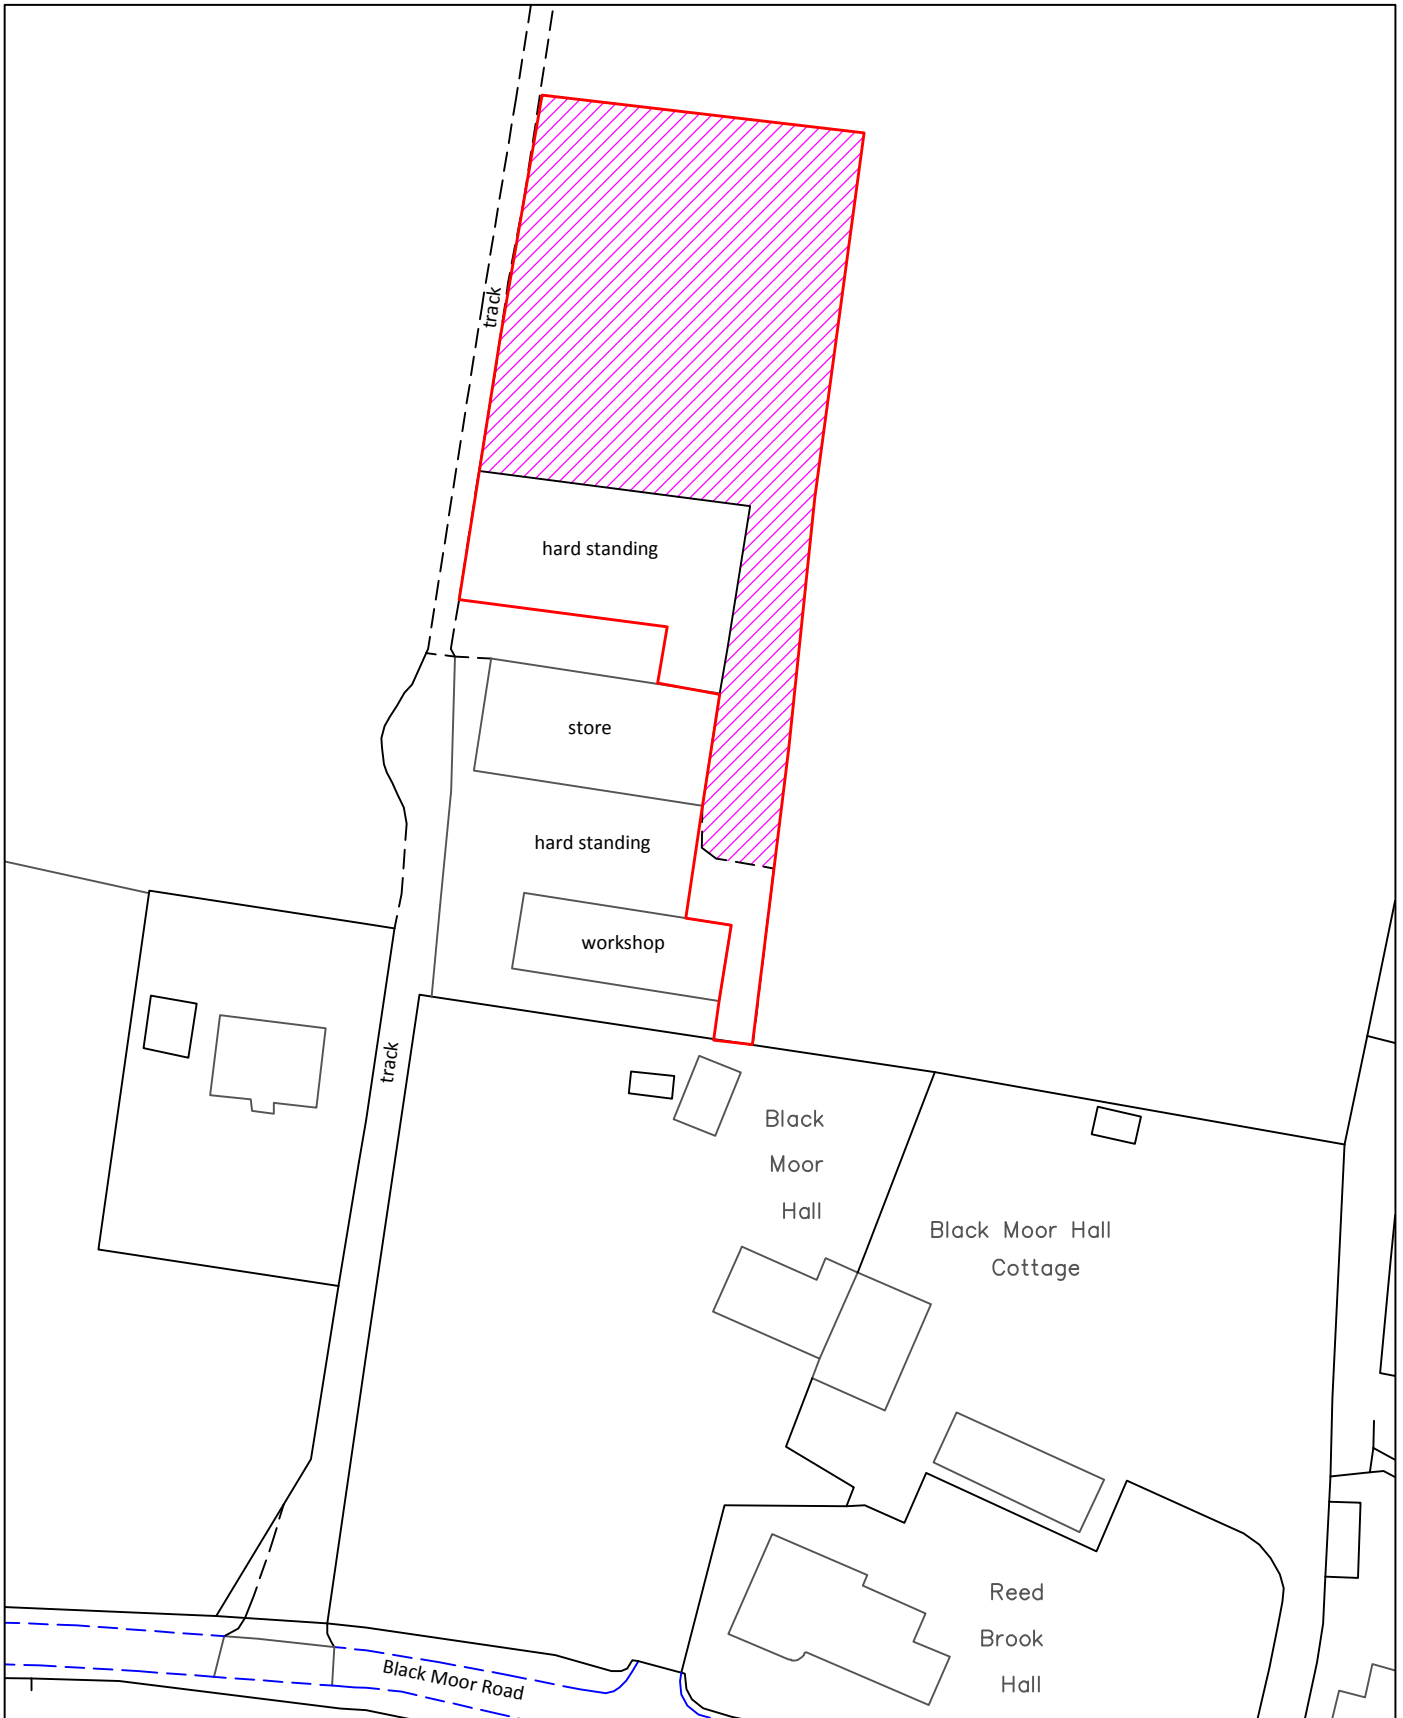 track
hard standing
store
hard standing
workshop
track
Black
Moor
Hall
Black Moor Hall
Cottage
Reed
Brook
Hall
Black Moor Road